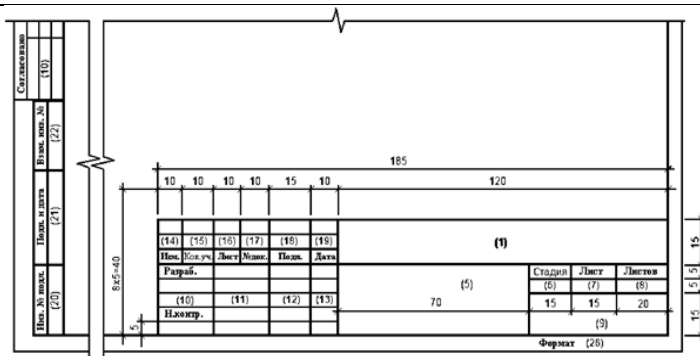 Согласовано
(10)
Взам. инв. №
(22)
Подп. и дата
(21)
Инв. № подл.
(20)
185
10 10 10 10 15 10 120
8x5=40
5
(14) (15) (16) (17) (18) (19) (1)
Изм. Кол.уч. Лист №док. Подп. Дата
Разраб.
(5)
Стадия Лист Листов
(6) (7) (8)
(10) (11) (12) (13)
70
15 15 20
Н.контр.
(9)
15
5
5
15
Формат (26)